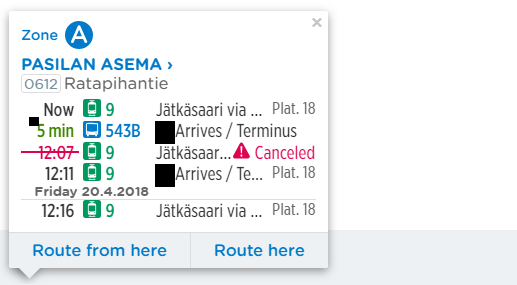 Zone A
×
PASILAN ASEMA ›
0612 Ratapihantie
Now 9 Jätkäsaari via ... Plat. 18
5 min 543B Arrives / Terminus
12:07 9 Jätkäsaar... Canceled
12:11 9 Arrives / Te... Plat. 18
Friday 20.4.2018
12:16 9 Jätkäsaari via ... Plat. 18
Route from here Route here